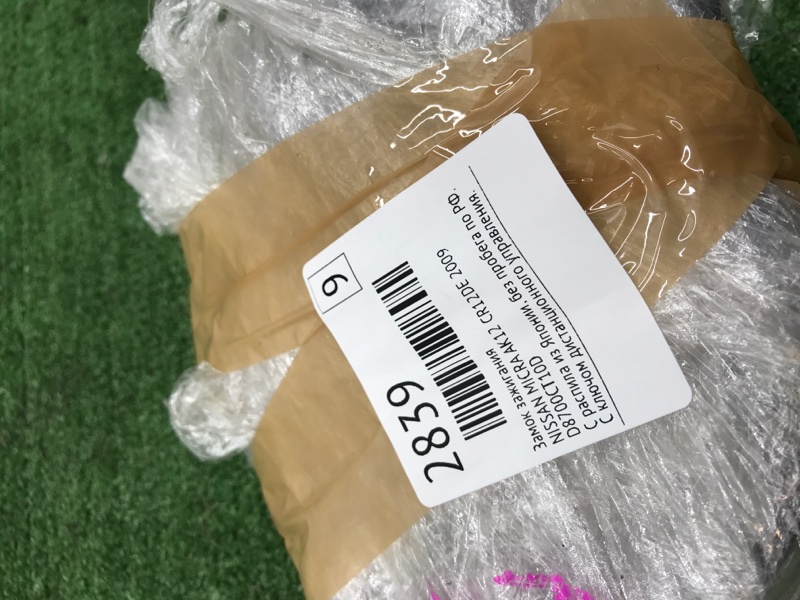 2839
9
Замок зажигания
NISSAN MICRA AK12 CR12DE 2009
D8700CT10D
С распила из Японии, без пробега по РФ.
С ключом дистанционного управления.